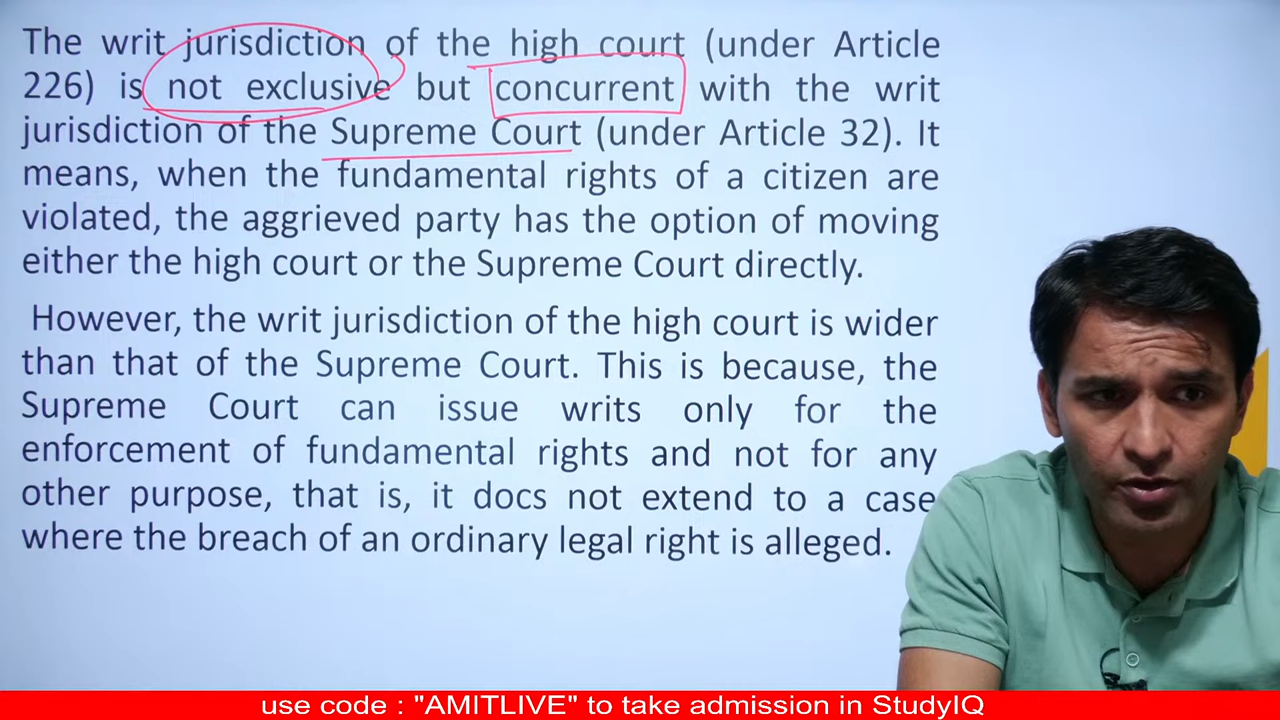 The writ jurisdiction of the high court (under Article
226) is not exclusive but concurrent with the writ
jurisdiction of the Supreme Court (under Article 32). It
means, when the fundamental rights of a citizen are
violated, the aggrieved party has the option of moving
either the high court or the Supreme Court directly.
However, the writ jurisdiction of the high court is wider
than that of the Supreme Court. This is because, the
Supreme Court can issue writs only for the
enforcement of fundamental rights and not for any
other purpose, that is, it docs not extend to a case
where the breach of an ordinary legal right is alleged.
use code : "AMITLIVE" to take admission in StudyIQ